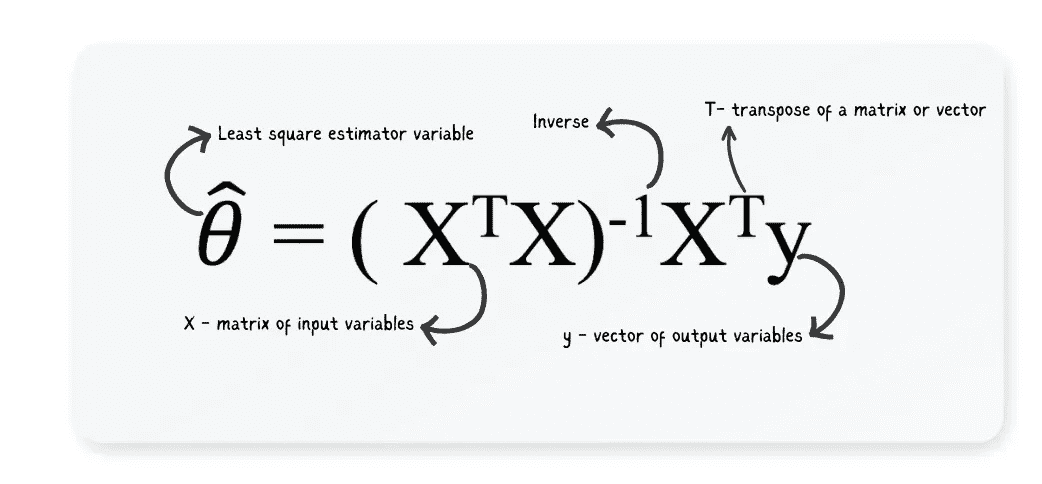 T- transpose of a matrix or vector
Inverse
Least square estimator variable
θ̂ = ( XᵀX)⁻¹Xᵀy
X - matrix of input variables
y - vector of output variables